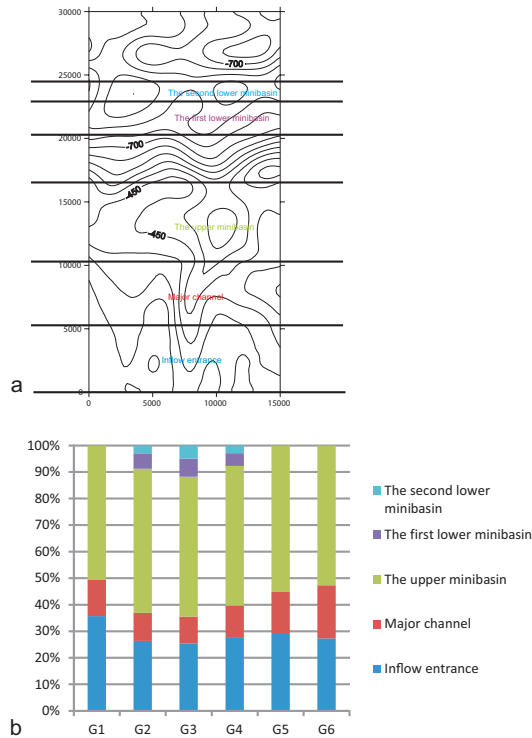 30000
-700
25000
The second lower minibasin
The first lower minibasin
20000
-700
-450
15000
The upper minibasin
-450
10000
Major channel
5000
Inflow entrance
0
0 5000 10000 15000
a
100%
90%
80%
70%
60%
50%
40%
30%
20%
10%
0%
G1 G2 G3 G4 G5 G6
The second lower
minibasin
The first lower minibasin
The upper minibasin
Major channel
Inflow entrance
b